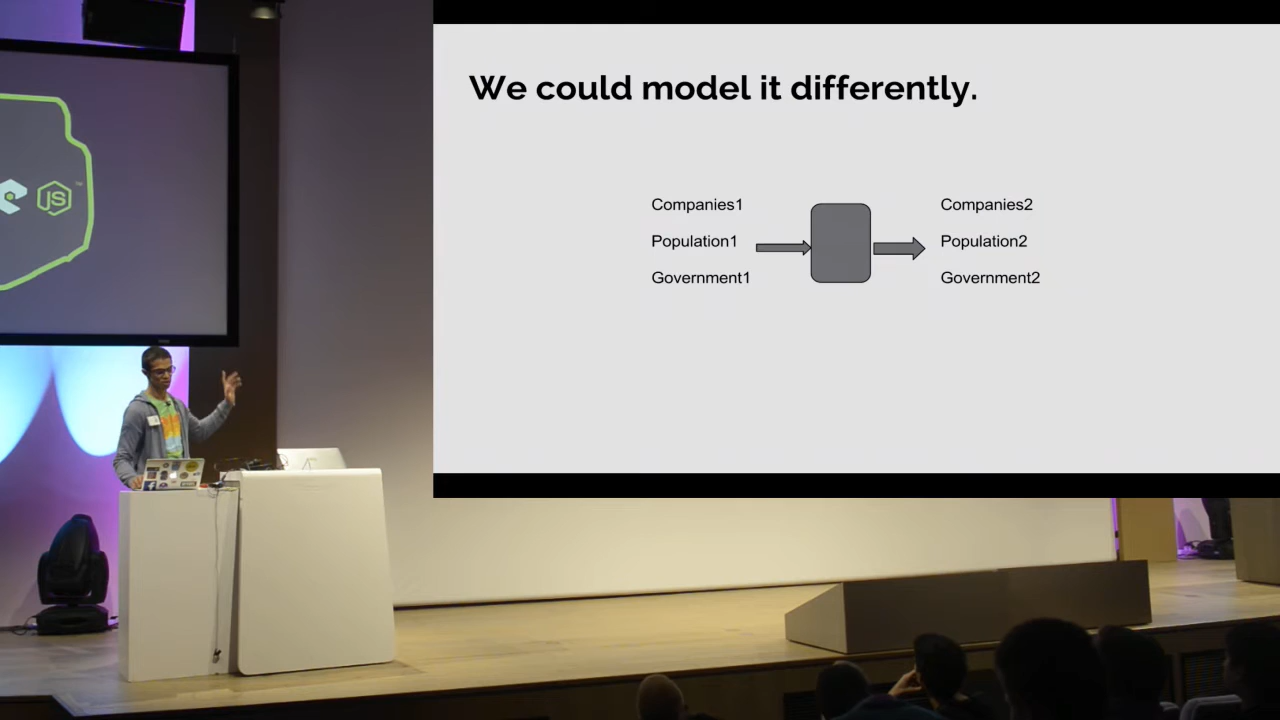 JS
We could model it differently.
Companies1
Population1
Government1
Companies2
Population2
Government2